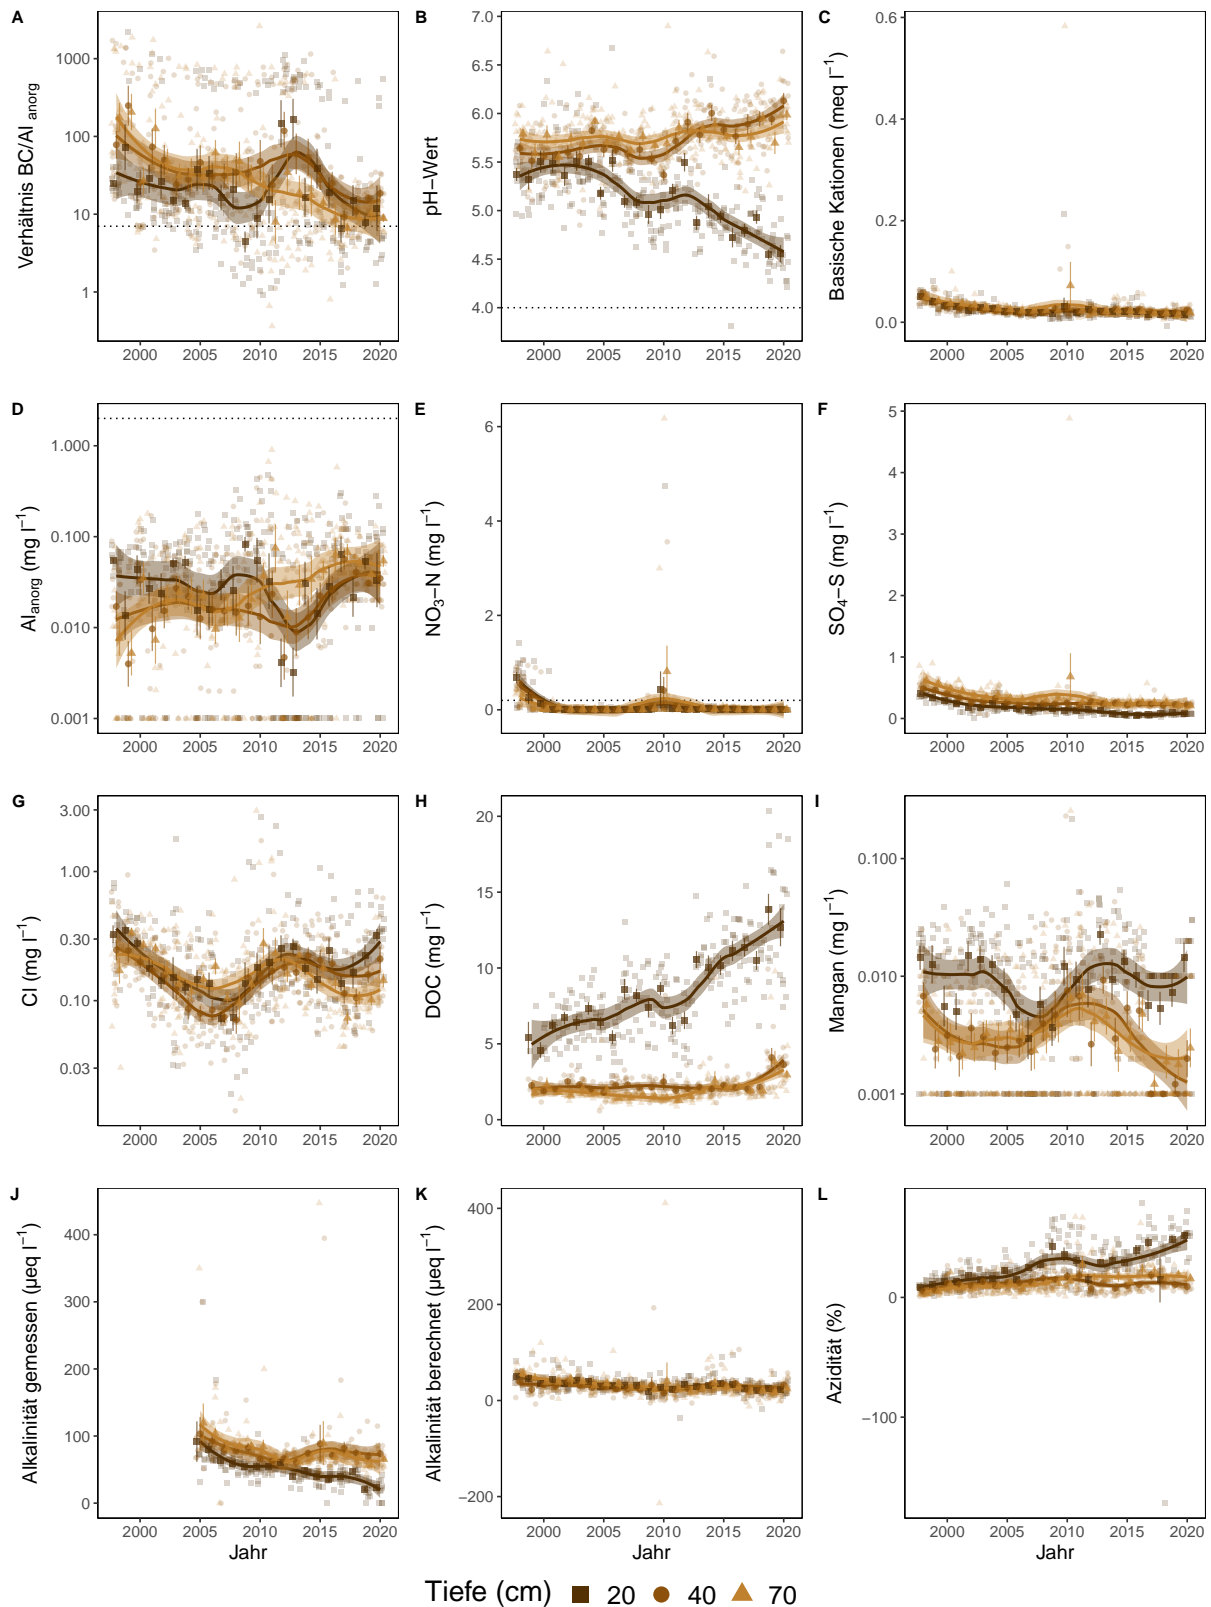 A
Verhältnis BC/Al anorg
1000
100
10
1
2000 2005 2010 2015 2020
B
pH−Wert
7.0
6.5
6.0
5.5
5.0
4.5
4.0
2000 2005 2010 2015 2020
C
Basische Kationen (meq l⁻¹)
0.6
0.4
0.2
0.0
2000 2005 2010 2015 2020
D
Al anorg (mg l⁻¹)
1.000
0.100
0.010
0.001
2000 2005 2010 2015 2020
E
NO₃−N (mg l⁻¹)
6
4
2
0
2000 2005 2010 2015 2020
F
SO₄−S (mg l⁻¹)
5
4
3
2
1
0
2000 2005 2010 2015 2020
G
Cl (mg l⁻¹)
3.00
1.00
0.30
0.10
0.03
2000 2005 2010 2015 2020
H
DOC (mg l⁻¹)
20
15
10
5
0
2000 2005 2010 2015 2020
I
Mangan (mg l⁻¹)
0.100
0.010
0.001
2000 2005 2010 2015 2020
J
Alkalinität gemessen (µeq l⁻¹)
400
300
200
100
0
2000 2005 2010 2015 2020
Jahr
K
Alkalinität berechnet (µeq l⁻¹)
400
200
0
−200
2000 2005 2010 2015 2020
Jahr
L
Azidität (%)
0
−100
2000 2005 2010 2015 2020
Jahr
Tiefe (cm) 20 40 70